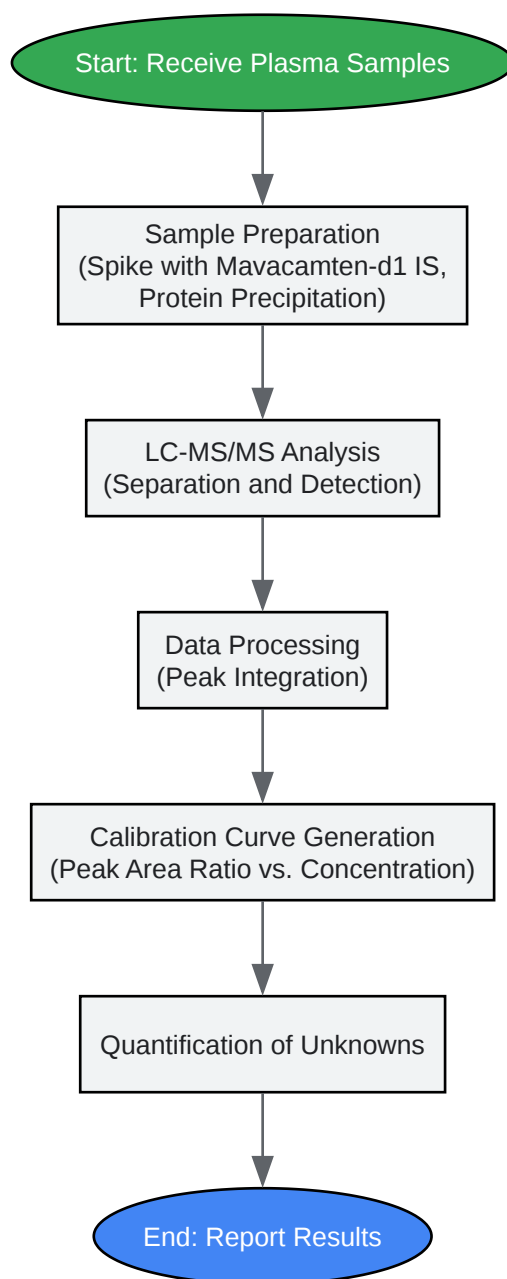 Start: Receive Plasma Samples
Sample Preparation
(Spike with Mavacamten-d1 IS,
Protein Precipitation)
LC-MS/MS Analysis
(Separation and Detection)
Data Processing
(Peak Integration)
Calibration Curve Generation
(Peak Area Ratio vs. Concentration)
Quantification of Unknowns
End: Report Results